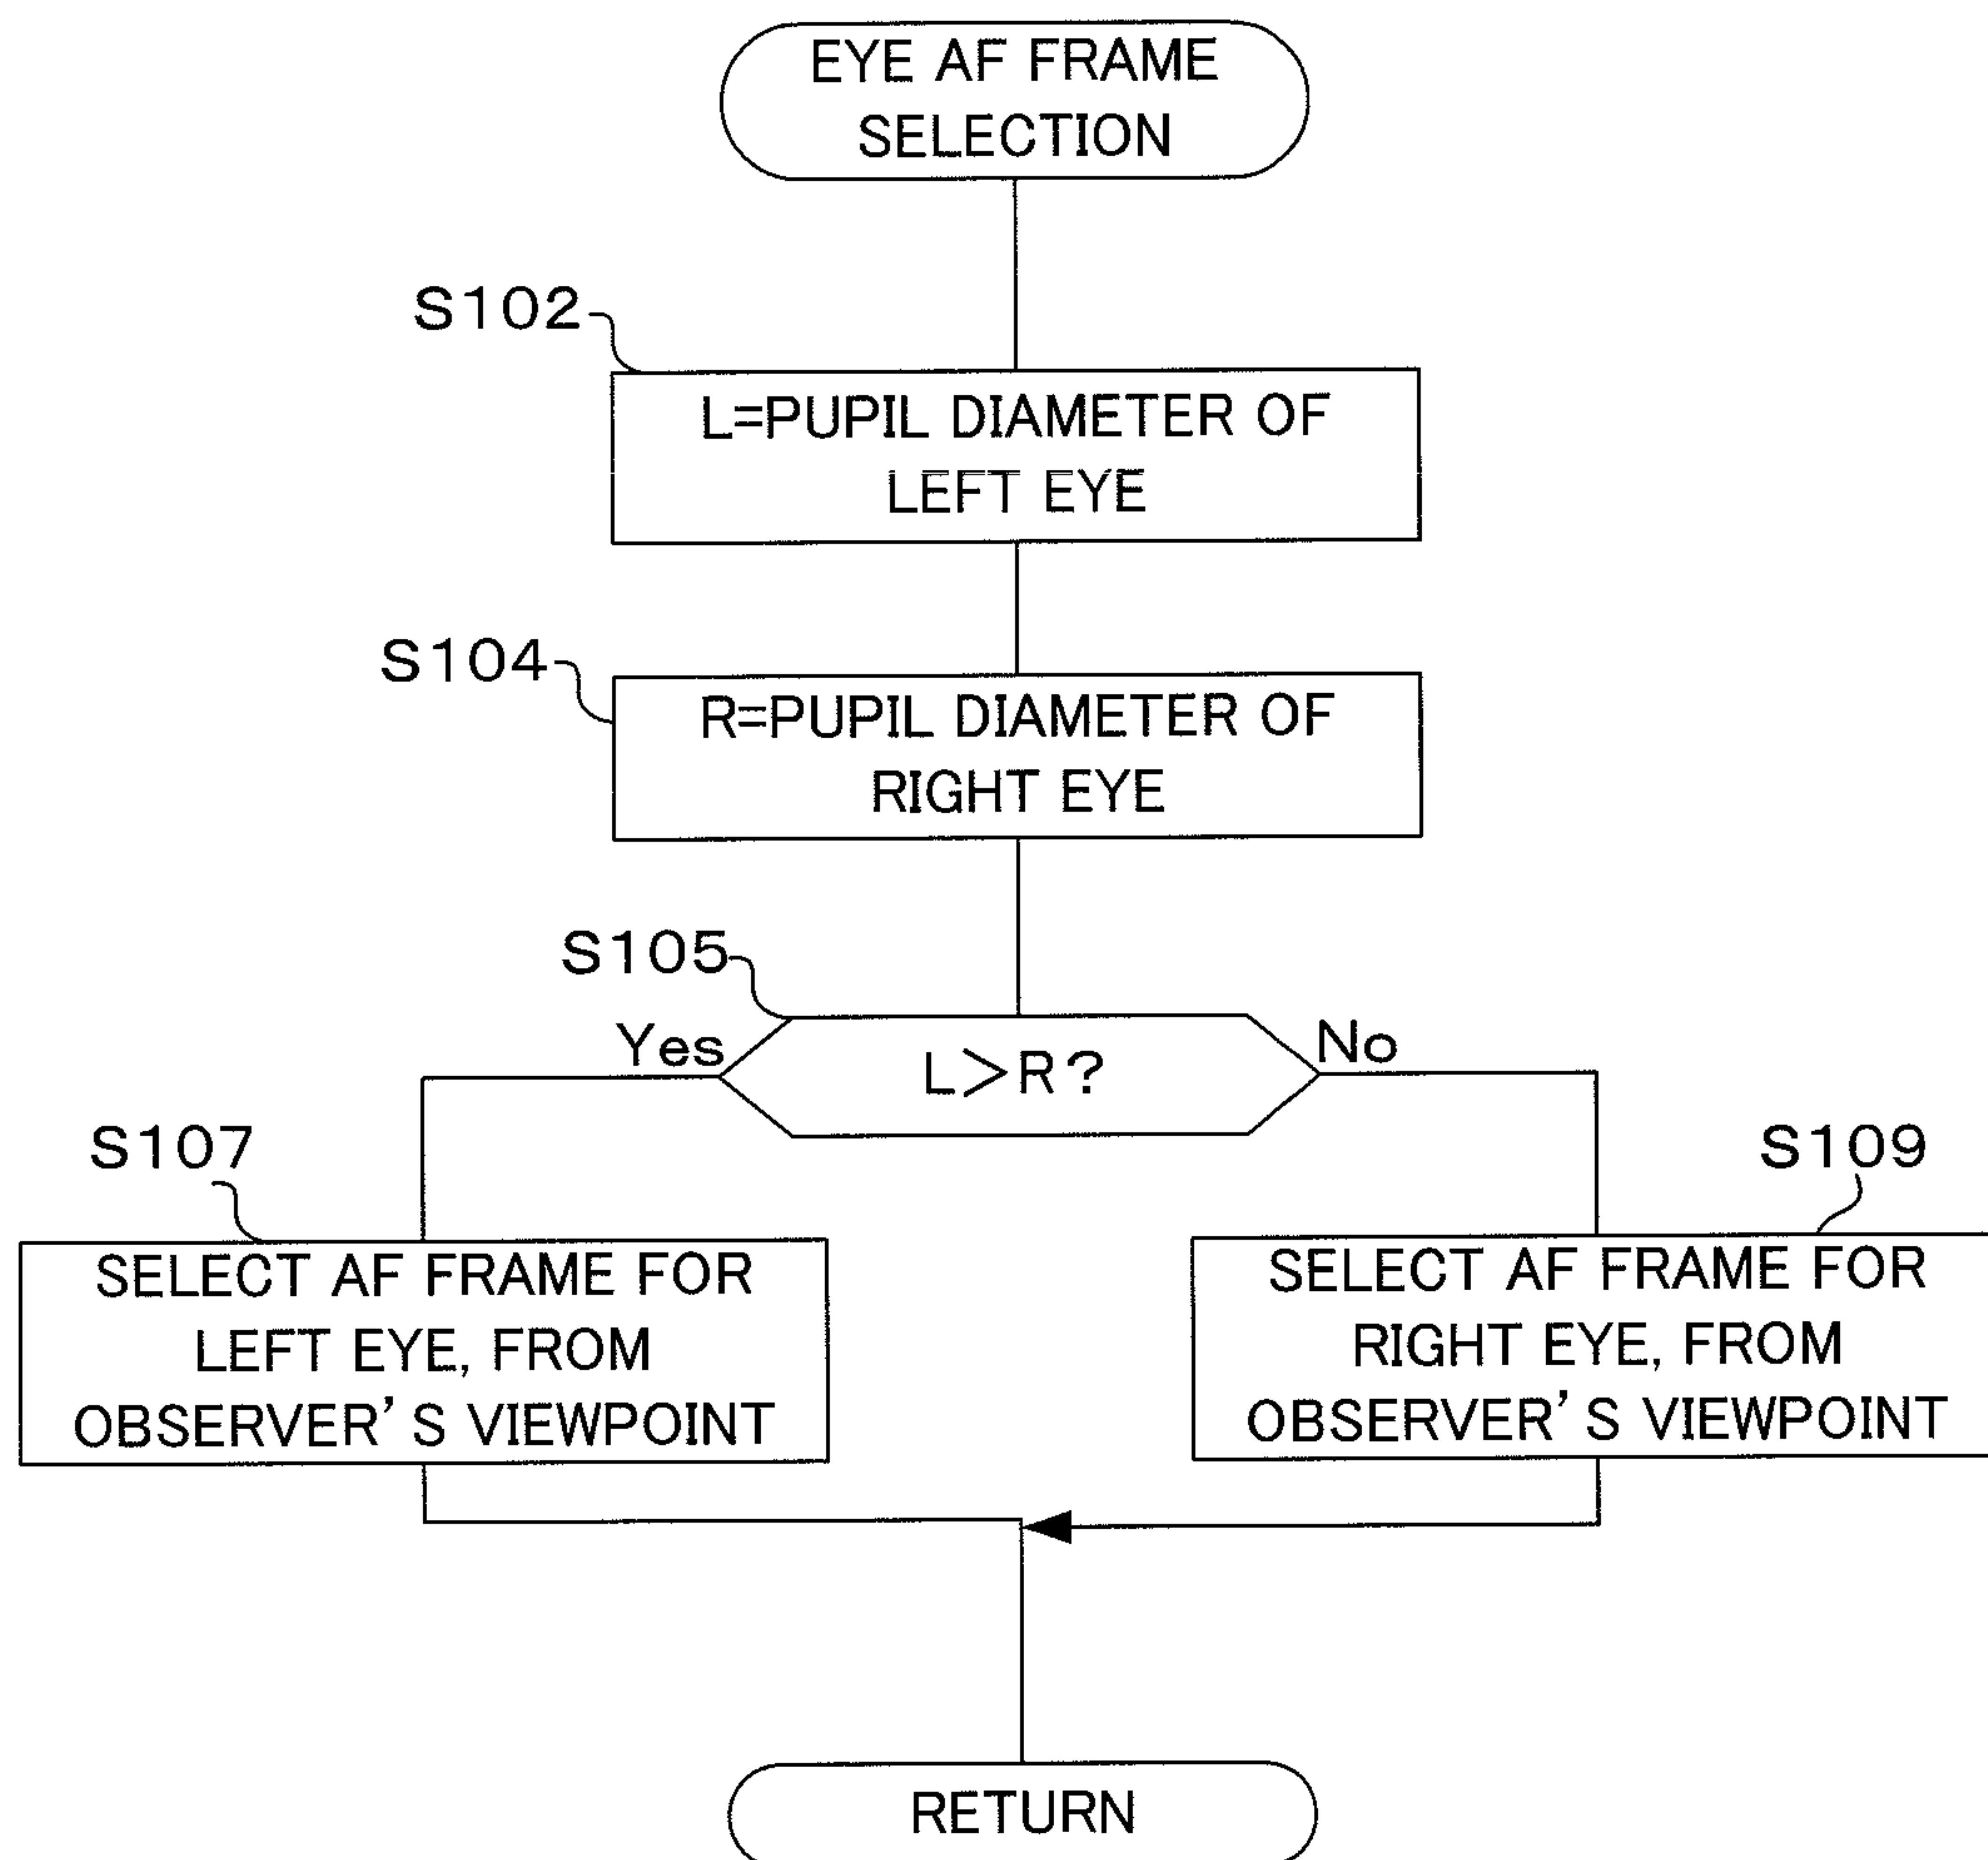 EYE AF FRAME
SELECTION
S102
L=PUPIL DIAMETER OF
LEFT EYE
S104
R=PUPIL DIAMETER OF
RIGHT EYE
S105
Yes
L>R?
No
S107
SELECT AF FRAME FOR
LEFT EYE, FROM
OBSERVER'S VIEWPOINT
S109
SELECT AF FRAME FOR
RIGHT EYE, FROM
OBSERVER'S VIEWPOINT
RETURN